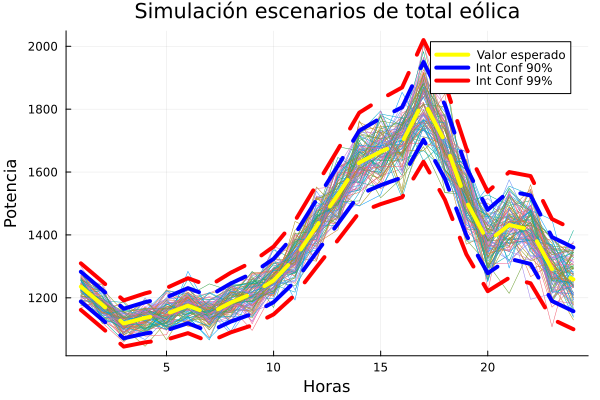 Simulación escenarios de total eólica
Valor esperado
Int Conf 90%
Int Conf 99%
Potencia
2000
1800
1600
1400
1200
5
10
15
20
Horas